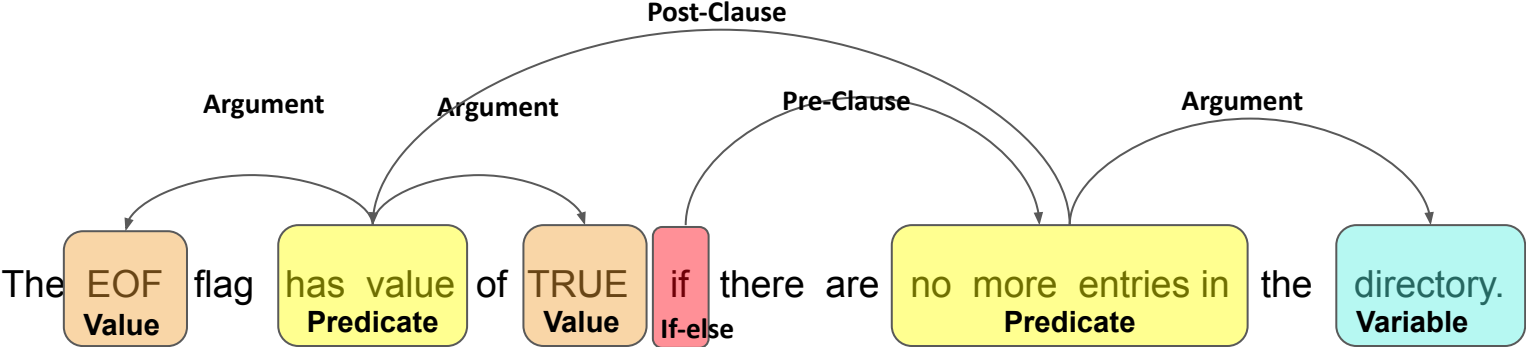 Post-Clause
Argument Argument Pre-Clause Argument
The EOF flag has value of TRUE if there are no more entries in the directory.
Value Predicate Value If-else Predicate Variable